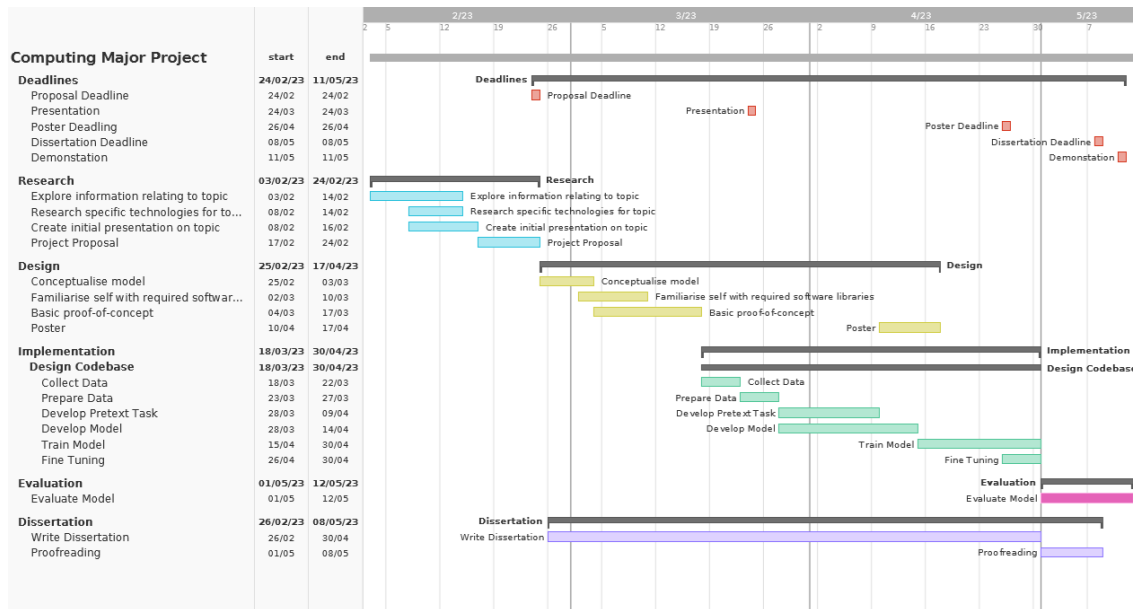 2/23 3/23 4/23 5/23
2 5 12 19 26 5 12 19 26 2 9 16 23 30 7
Computing Major Project start end
Deadlines 24/02/23 11/05/23 Deadlines
Proposal Deadline 24/02 24/02 Proposal Deadline
Presentation 24/03 24/03 Presentation
Poster Deadling 26/04 26/04 Poster Deadline
Dissertation Deadline 08/05 08/05 Dissertation Deadline
Demonstation 11/05 11/05 Demonstation
Research 03/02/23 24/02/23 Research
Explore information relating to topic 03/02 14/02 Explore information relating to topic
Research specific technologies for to... 08/02 14/02 Research specific technologies for topic
Create initial presentation on topic 08/02 16/02 Create initial presentation on topic
Project Proposal 17/02 24/02 Project Proposal
Design 25/02/23 17/04/23 Design
Conceptualise model 25/02 03/03 Conceptualise model
Familiarise self with required softwar... 02/03 10/03 Familiarise self with required software libraries
Basic proof-of-concept 04/03 17/03 Basic proof-of-concept
Poster 10/04 17/04 Poster
Implementation 18/03/23 30/04/23 Implementation
Design Codebase 18/03/23 30/04/23 Design Codebase
Collect Data 18/03 22/03 Collect Data
Prepare Data 23/03 27/03 Prepare Data
Develop Pretext Task 28/03 09/04 Develop Pretext Task
Develop Model 28/03 14/04 Develop Model
Train Model 15/04 30/04 Train Model
Fine Tuning 26/04 30/04 Fine Tuning
Evaluation 01/05/23 12/05/23 Evaluation
Evaluate Model 01/05 12/05 Evaluate Model
Dissertation 26/02/23 08/05/23 Dissertation
Write Dissertation 26/02 30/04 Write Dissertation
Proofreading 01/05 08/05 Proofreading